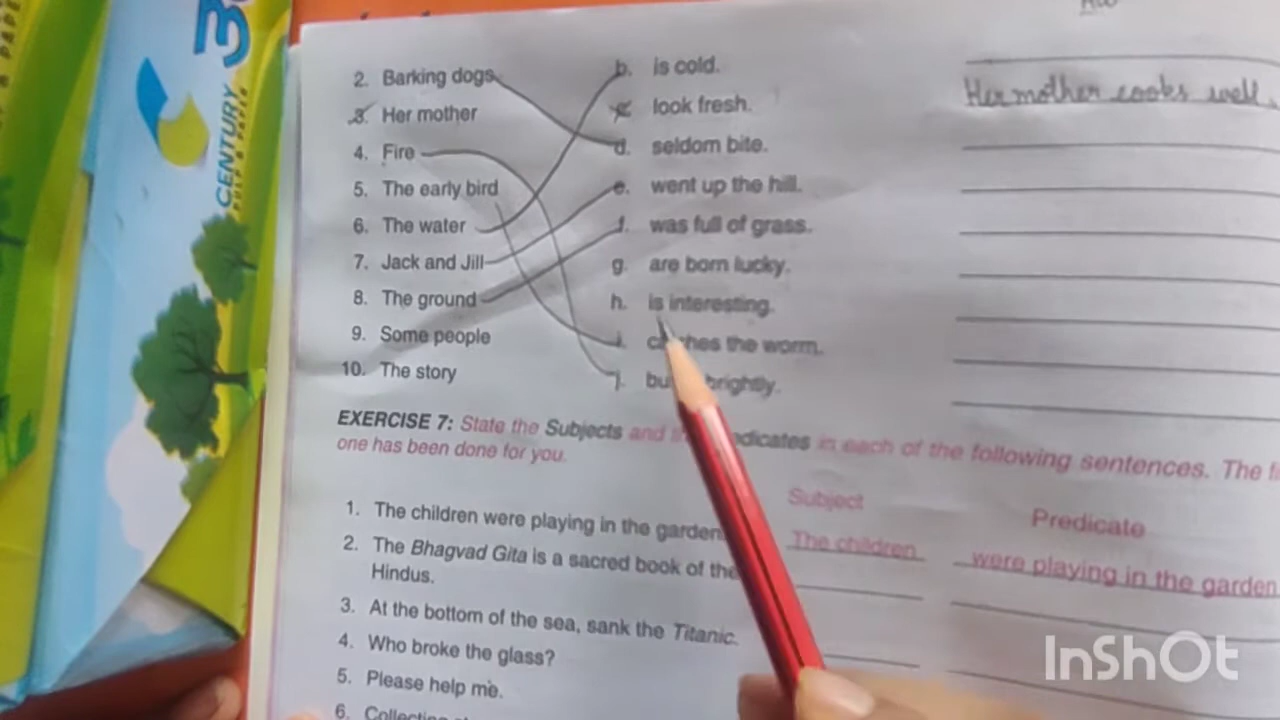 CENTURY
PULP & PAPER
2. Barking dogs b. is cold.
3. Her mother c. look fresh. Her mother cooks well.
4. Fire d. seldom bite.
5. The early bird e. went up the hill.
6. The water f. was full of grass.
7. Jack and Jill g. are born lucky.
8. The ground h. is interesting.
9. Some people i. the worm.
10. The story j. brightly.
EXERCISE 7: State the Subjects and in each of the following sentences. The
one has been done for you.
Subject Predicate
1. The children were playing in the garden. The children were playing in the garden
2. The Bhagvad Gita is a sacred book of the
Hindus.
3. At the bottom of the sea, sank the Titanic.
4. Who broke the glass?
5. Please help me.
6.
InShOt